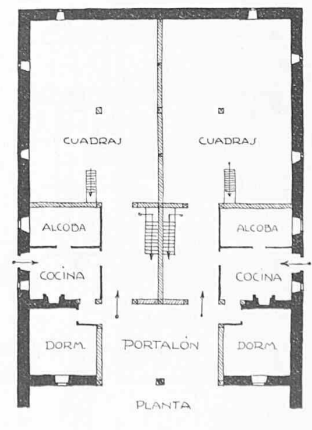 CUADRAS CUADRAS
ALCOBA ALCOBA
COCINA COCINA
DORM. PORTALÓN DORM.
PLANTA